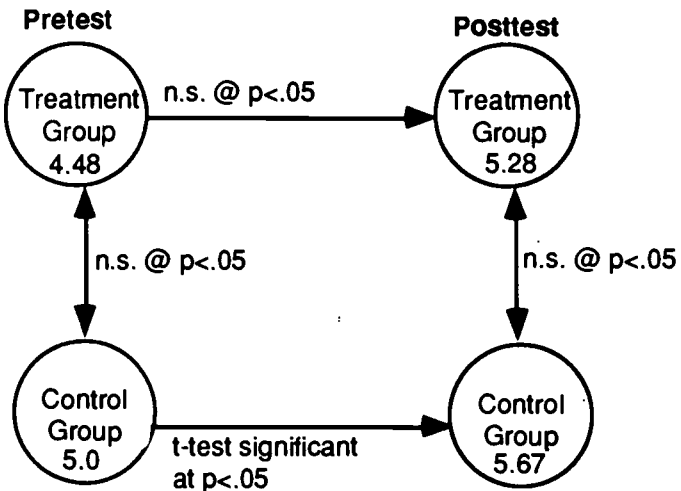 Pretest
Posttest
Treatment
Group
4.48
n.s. @ p<.05
Treatment
Group
5.28
n.s. @ p<.05
n.s. @ p<.05
Control
Group
5.0
t-test significant
at p<.05
Control
Group
5.67